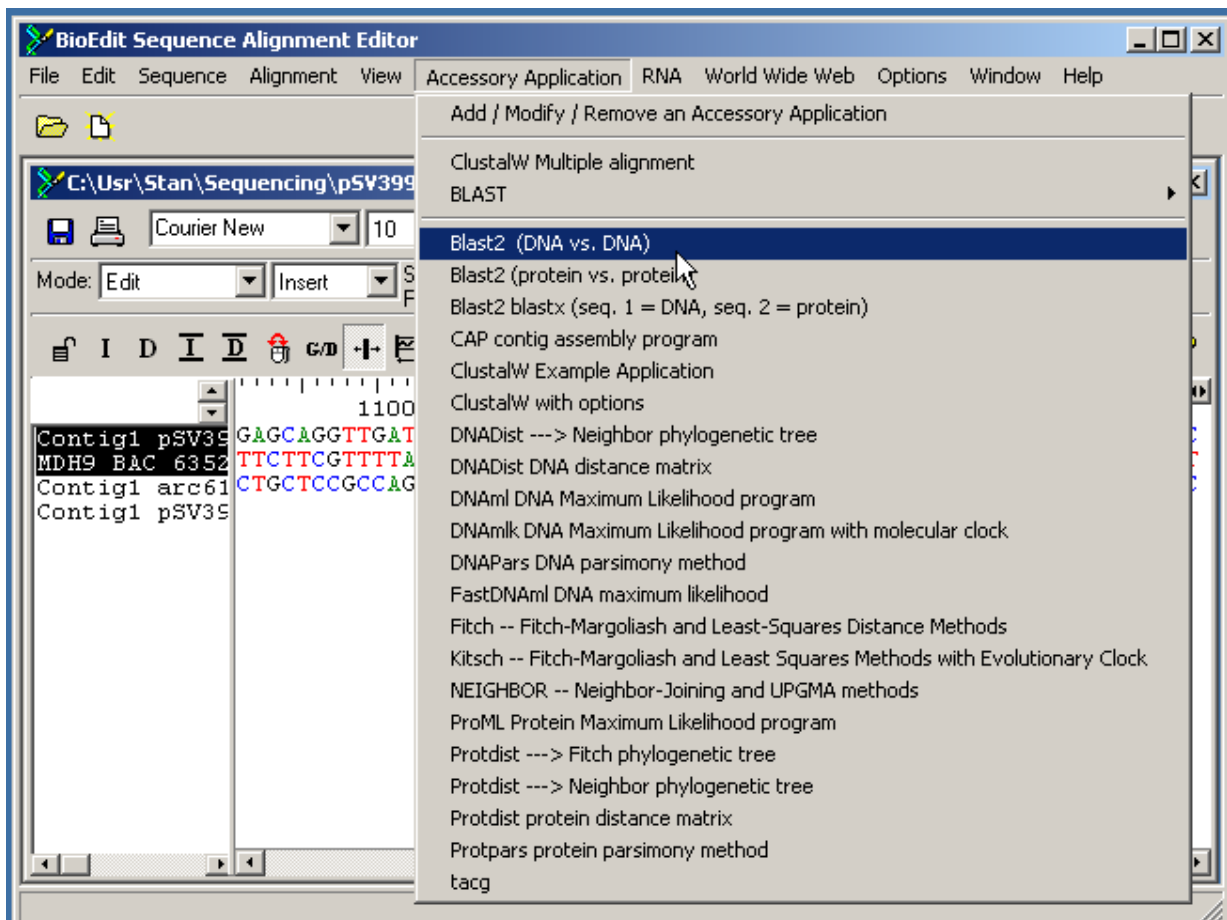 BioEdit Sequence Alignment Editor
File Edit Sequence Alignment View Accessory Application RNA World Wide Web Options Window Help
Add / Modify / Remove an Accessory Application
ClustalW Multiple alignment
BLAST
Blast2 (DNA vs. DNA)
Blast2 (protein vs. protein)
Blast2 blastx (seq. 1 = DNA, seq. 2 = protein)
CAP contig assembly program
ClustalW Example Application
ClustalW with options
DNADist ---> Neighbor phylogenetic tree
DNADist DNA distance matrix
DNAml DNA Maximum Likelihood program
DNAmlk DNA Maximum Likelihood program with molecular clock
DNAPars DNA parsimony method
FastDNAml DNA maximum likelihood
Fitch -- Fitch-Margoliash and Least-Squares Distance Methods
Kitsch -- Fitch-Margoliash and Least Squares Methods with Evolutionary Clock
NEIGHBOR -- Neighbor-Joining and UPGMA methods
ProML Protein Maximum Likelihood program
Protdist ---> Fitch phylogenetic tree
Protdist ---> Neighbor phylogenetic tree
Protdist protein distance matrix
Protpars protein parsimony method
tacg
C:\Usr\Stan\Sequencing\pSV399
Courier New 10
Mode: Edit Insert S
F
I D I D G/D
1100
Contig1 pSV39 GAGCAGGTTGAT C
MDH9 BAC 6352 TTCTTCGTTTTA T
Contig1 arc61 CTGCTCCGCCAG C
Contig1 pSV39